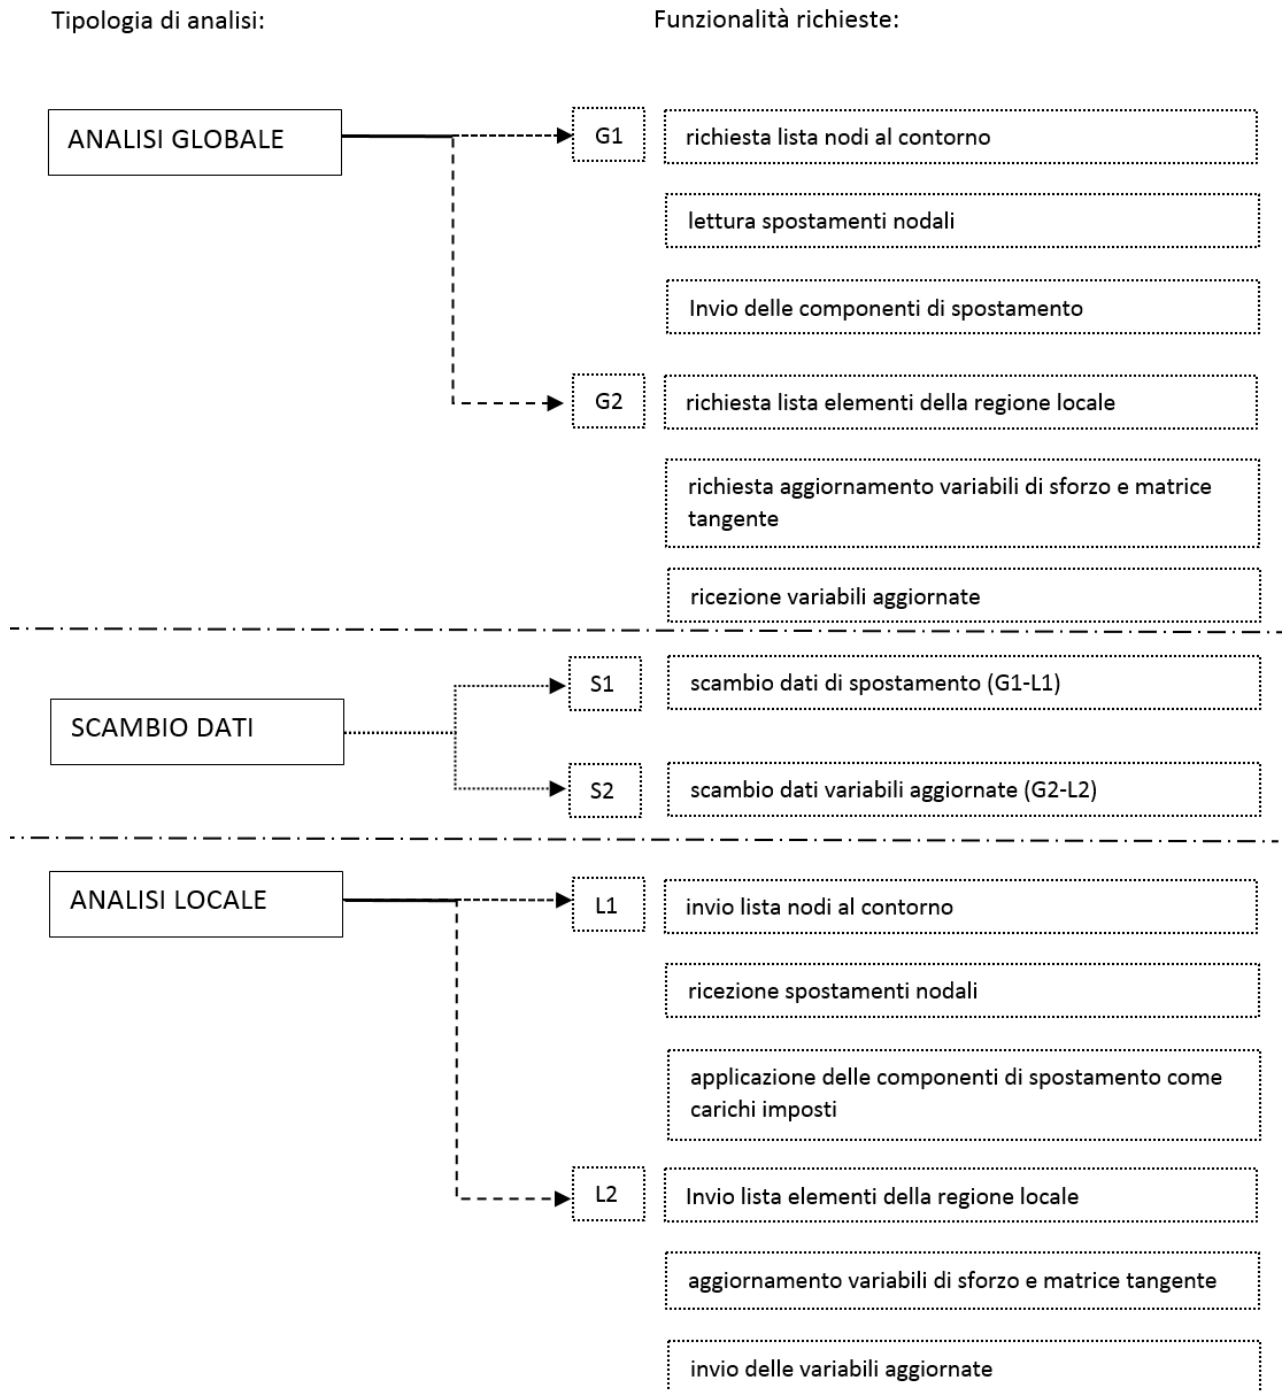 Tipologia di analisi:
Funzionalità richieste:
ANALISI GLOBALE
G1
richiesta lista nodi al contorno
lettura spostamenti nodali
Invio delle componenti di spostamento
G2
richiesta lista elementi della regione locale
richiesta aggiornamento variabili di sforzo e matrice
tangente
ricezione variabili aggiornate
SCAMBIO DATI
S1
scambio dati di spostamento (G1-L1)
S2
scambio dati variabili aggiornate (G2-L2)
ANALISI LOCALE
L1
invio lista nodi al contorno
ricezione spostamenti nodali
applicazione delle componenti di spostamento come
carichi imposti
L2
Invio lista elementi della regione locale
aggiornamento variabili di sforzo e matrice tangente
invio delle variabili aggiornate